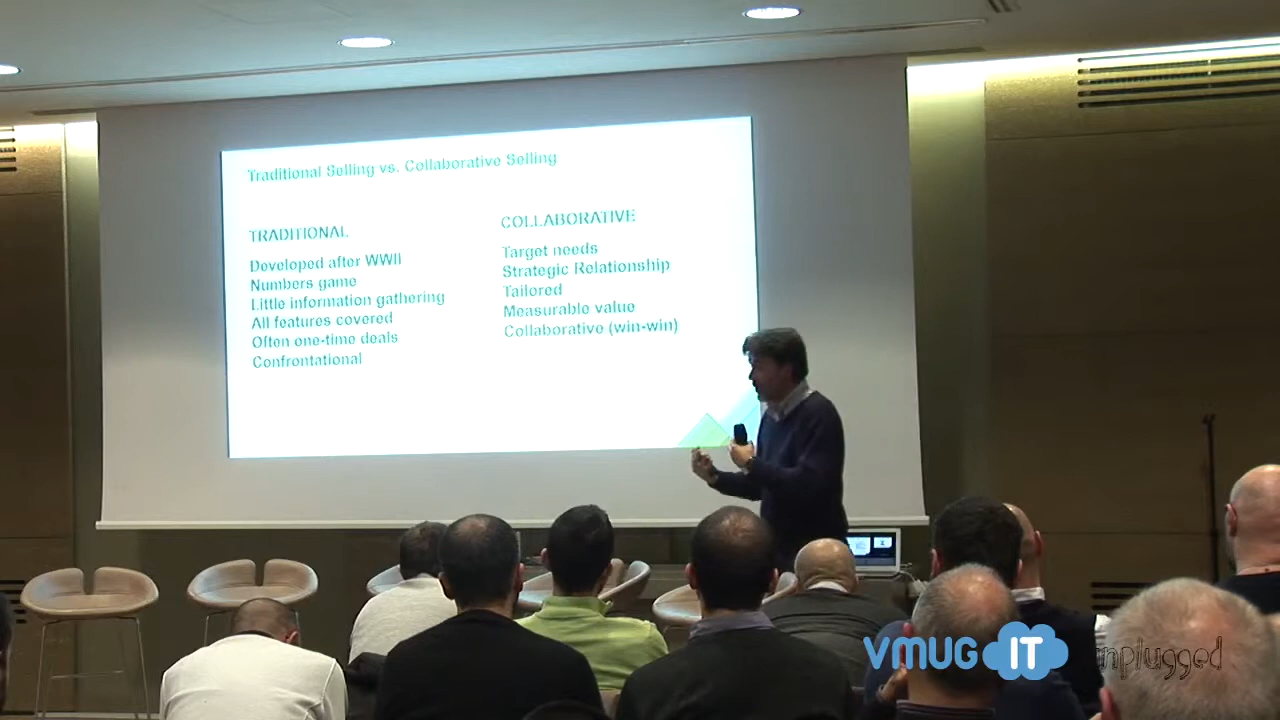 Traditional Selling vs. Collaborative Selling
TRADITIONAL
Developed after WWII
Numbers game
Little information gathering
All features covered
Often one-time deals
Confrontational
COLLABORATIVE
Target needs
Strategic Relationship
Tailored
Measurable value
Collaborative (win-win)
VMUG IT unplugged